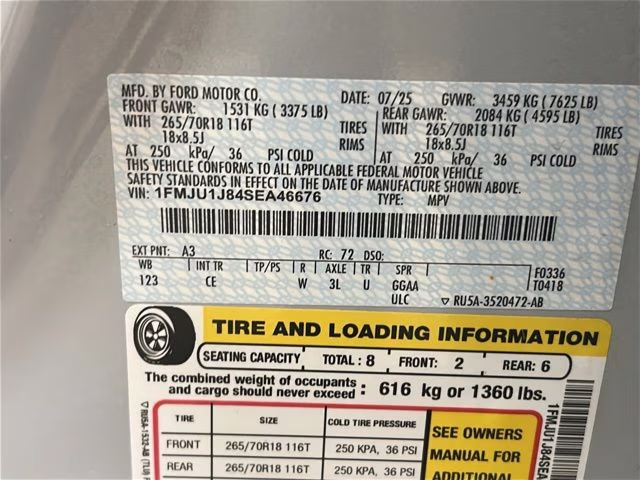 MFD. BY FORD MOTOR CO. DATE: 07/25 GVWR: 3459 KG ( 7625 LB)
FRONT GAWR: 1531 KG ( 3375 LB) REAR GAWR: 2084 KG ( 4595 LB)
WITH 265/70R18 116T TIRES WITH 265/70R18 116T TIRES
18x8.5J RIMS 18x8.5J RIMS
AT 250 kPa/ 36 PSI COLD AT 250 kPa/ 36 PSI COLD
THIS VEHICLE CONFORMS TO ALL APPLICABLE FEDERAL MOTOR VEHICLE
SAFETY STANDARDS IN EFFECT ON THE DATE OF MANUFACTURE SHOWN ABOVE.
VIN: 1FMJU1J84SEA46676 TYPE: MPV
EXT PNT: A3 RC: 72 DSO:
WB INT TR TP/PS R AXLE TR SPR F0336
123 CE W 3L U GGAA T0418
ULC ▽ RU5A-3520472-AB
TIRE AND LOADING INFORMATION
SEATING CAPACITY TOTAL : 8 FRONT: 2 REAR: 6
The combined weight of occupants
and cargo should never exceed : 616 kg or 1360 lbs.
TIRE SIZE COLD TIRE PRESSURE
FRONT 265/70R18 116T 250 KPA, 36 PSI
REAR 265/70R18 116T 250 KPA, 36 PSI
SEE OWNERS
MANUAL FOR
ADDITIONAL
1FMJU1J84SEA
▽ RU5A-1532-AB (TLU)